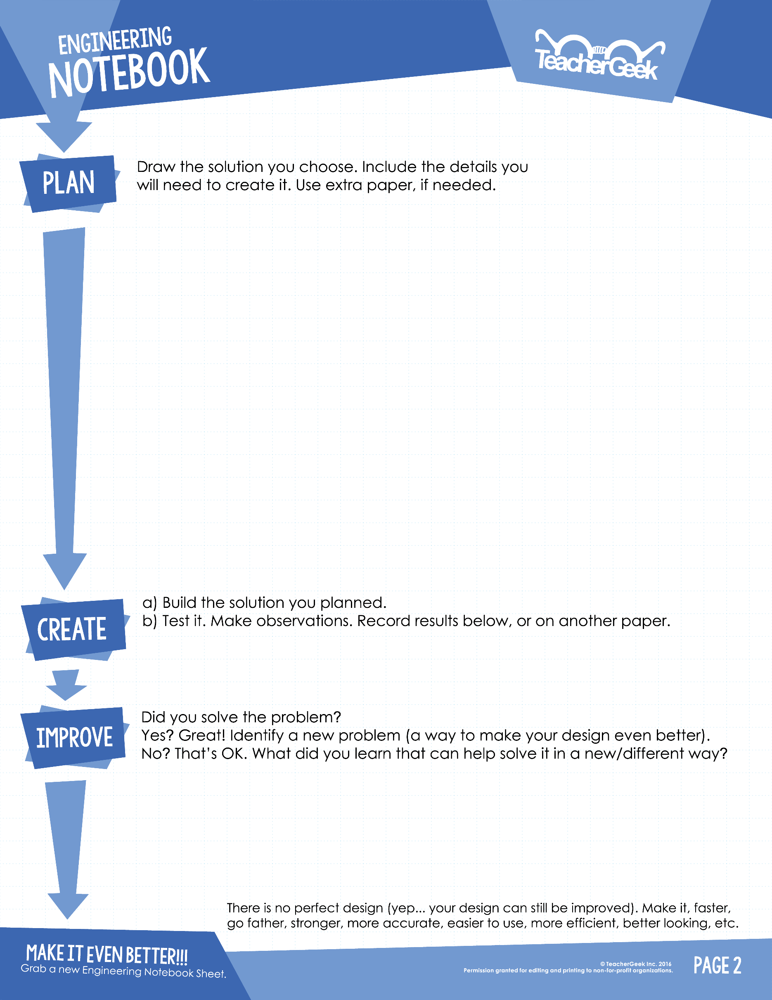 ENGINEERING
NOTEBOOK
TeacherGeek
PLAN
Draw the solution you choose. Include the details you
will need to create it. Use extra paper, if needed.
CREATE
a) Build the solution you planned.
b) Test it. Make observations. Record results below, or on another paper.
IMPROVE
Did you solve the problem?
Yes? Great! Identify a new problem (a way to make your design even better).
No? That's OK. What did you learn that can help solve it in a new/different way?
There is no perfect design (yep... your design can still be improved). Make it, faster,
go father, stronger, more accurate, easier to use, more efficient, better looking, etc.
MAKE IT EVEN BETTER!!!
Grab a new Engineering Notebook Sheet.
© TeacherGeek Inc. 2016
Permission granted for editing and printing to non-for-profit organizations.
PAGE 2